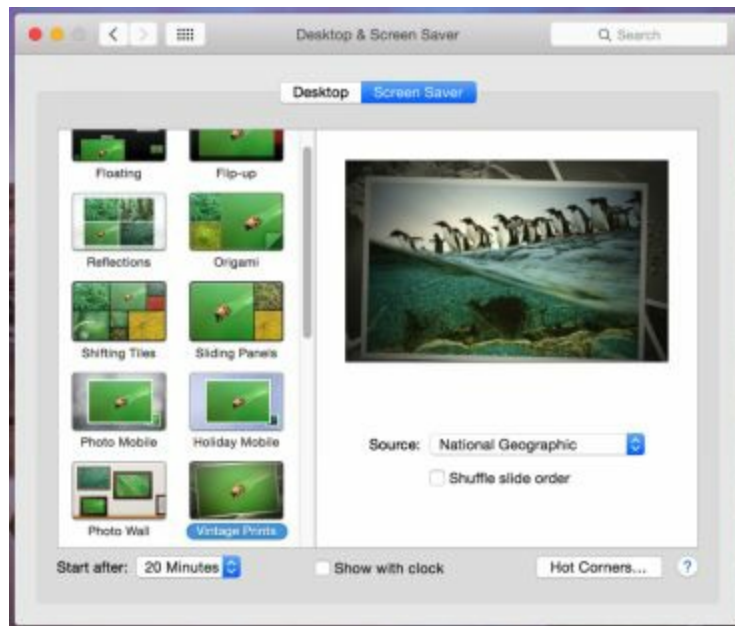 Desktop & Screen Saver
Search
Desktop Screen Saver
Floating Flip-up
Reflections Origami
Shifting Tiles Sliding Panels
Photo Mobile Holiday Mobile
Photo Wall Vintage Prints
Source: National Geographic
Shuffle slide order
Start after: 20 Minutes Show with clock Hot Corners... ?